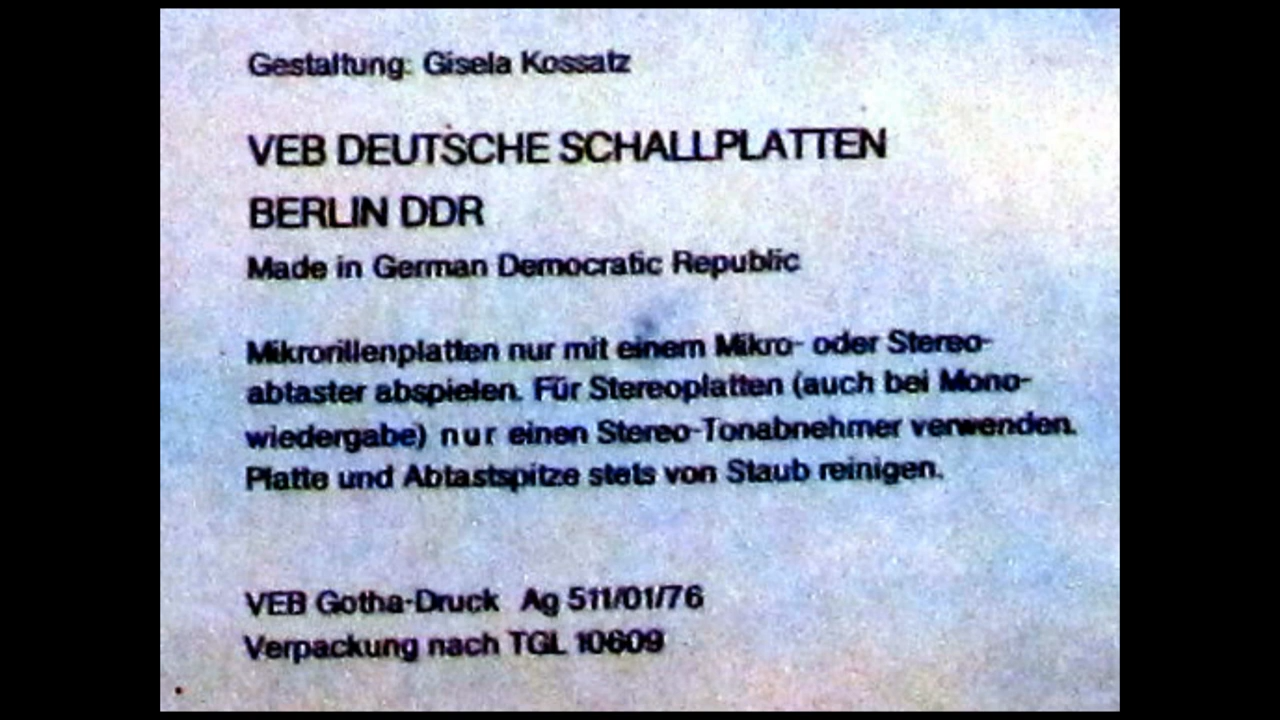 Gestaltung: Gisela Kossatz
VEB DEUTSCHE SCHALLPLATTEN
BERLIN DDR
Made in German Democratic Republic
Mikrorillenplatten nur mit einem Mikro- oder Stereo-
abtaster abspielen. Für Stereoplatten (auch bei Mono-
wiedergabe) nur einen Stereo-Tonabnehmer verwenden.
Platte und Abtastspitze stets von Staub reinigen.
VEB Gotha-Druck Ag 511/01/76
Verpackung nach TGL 10609